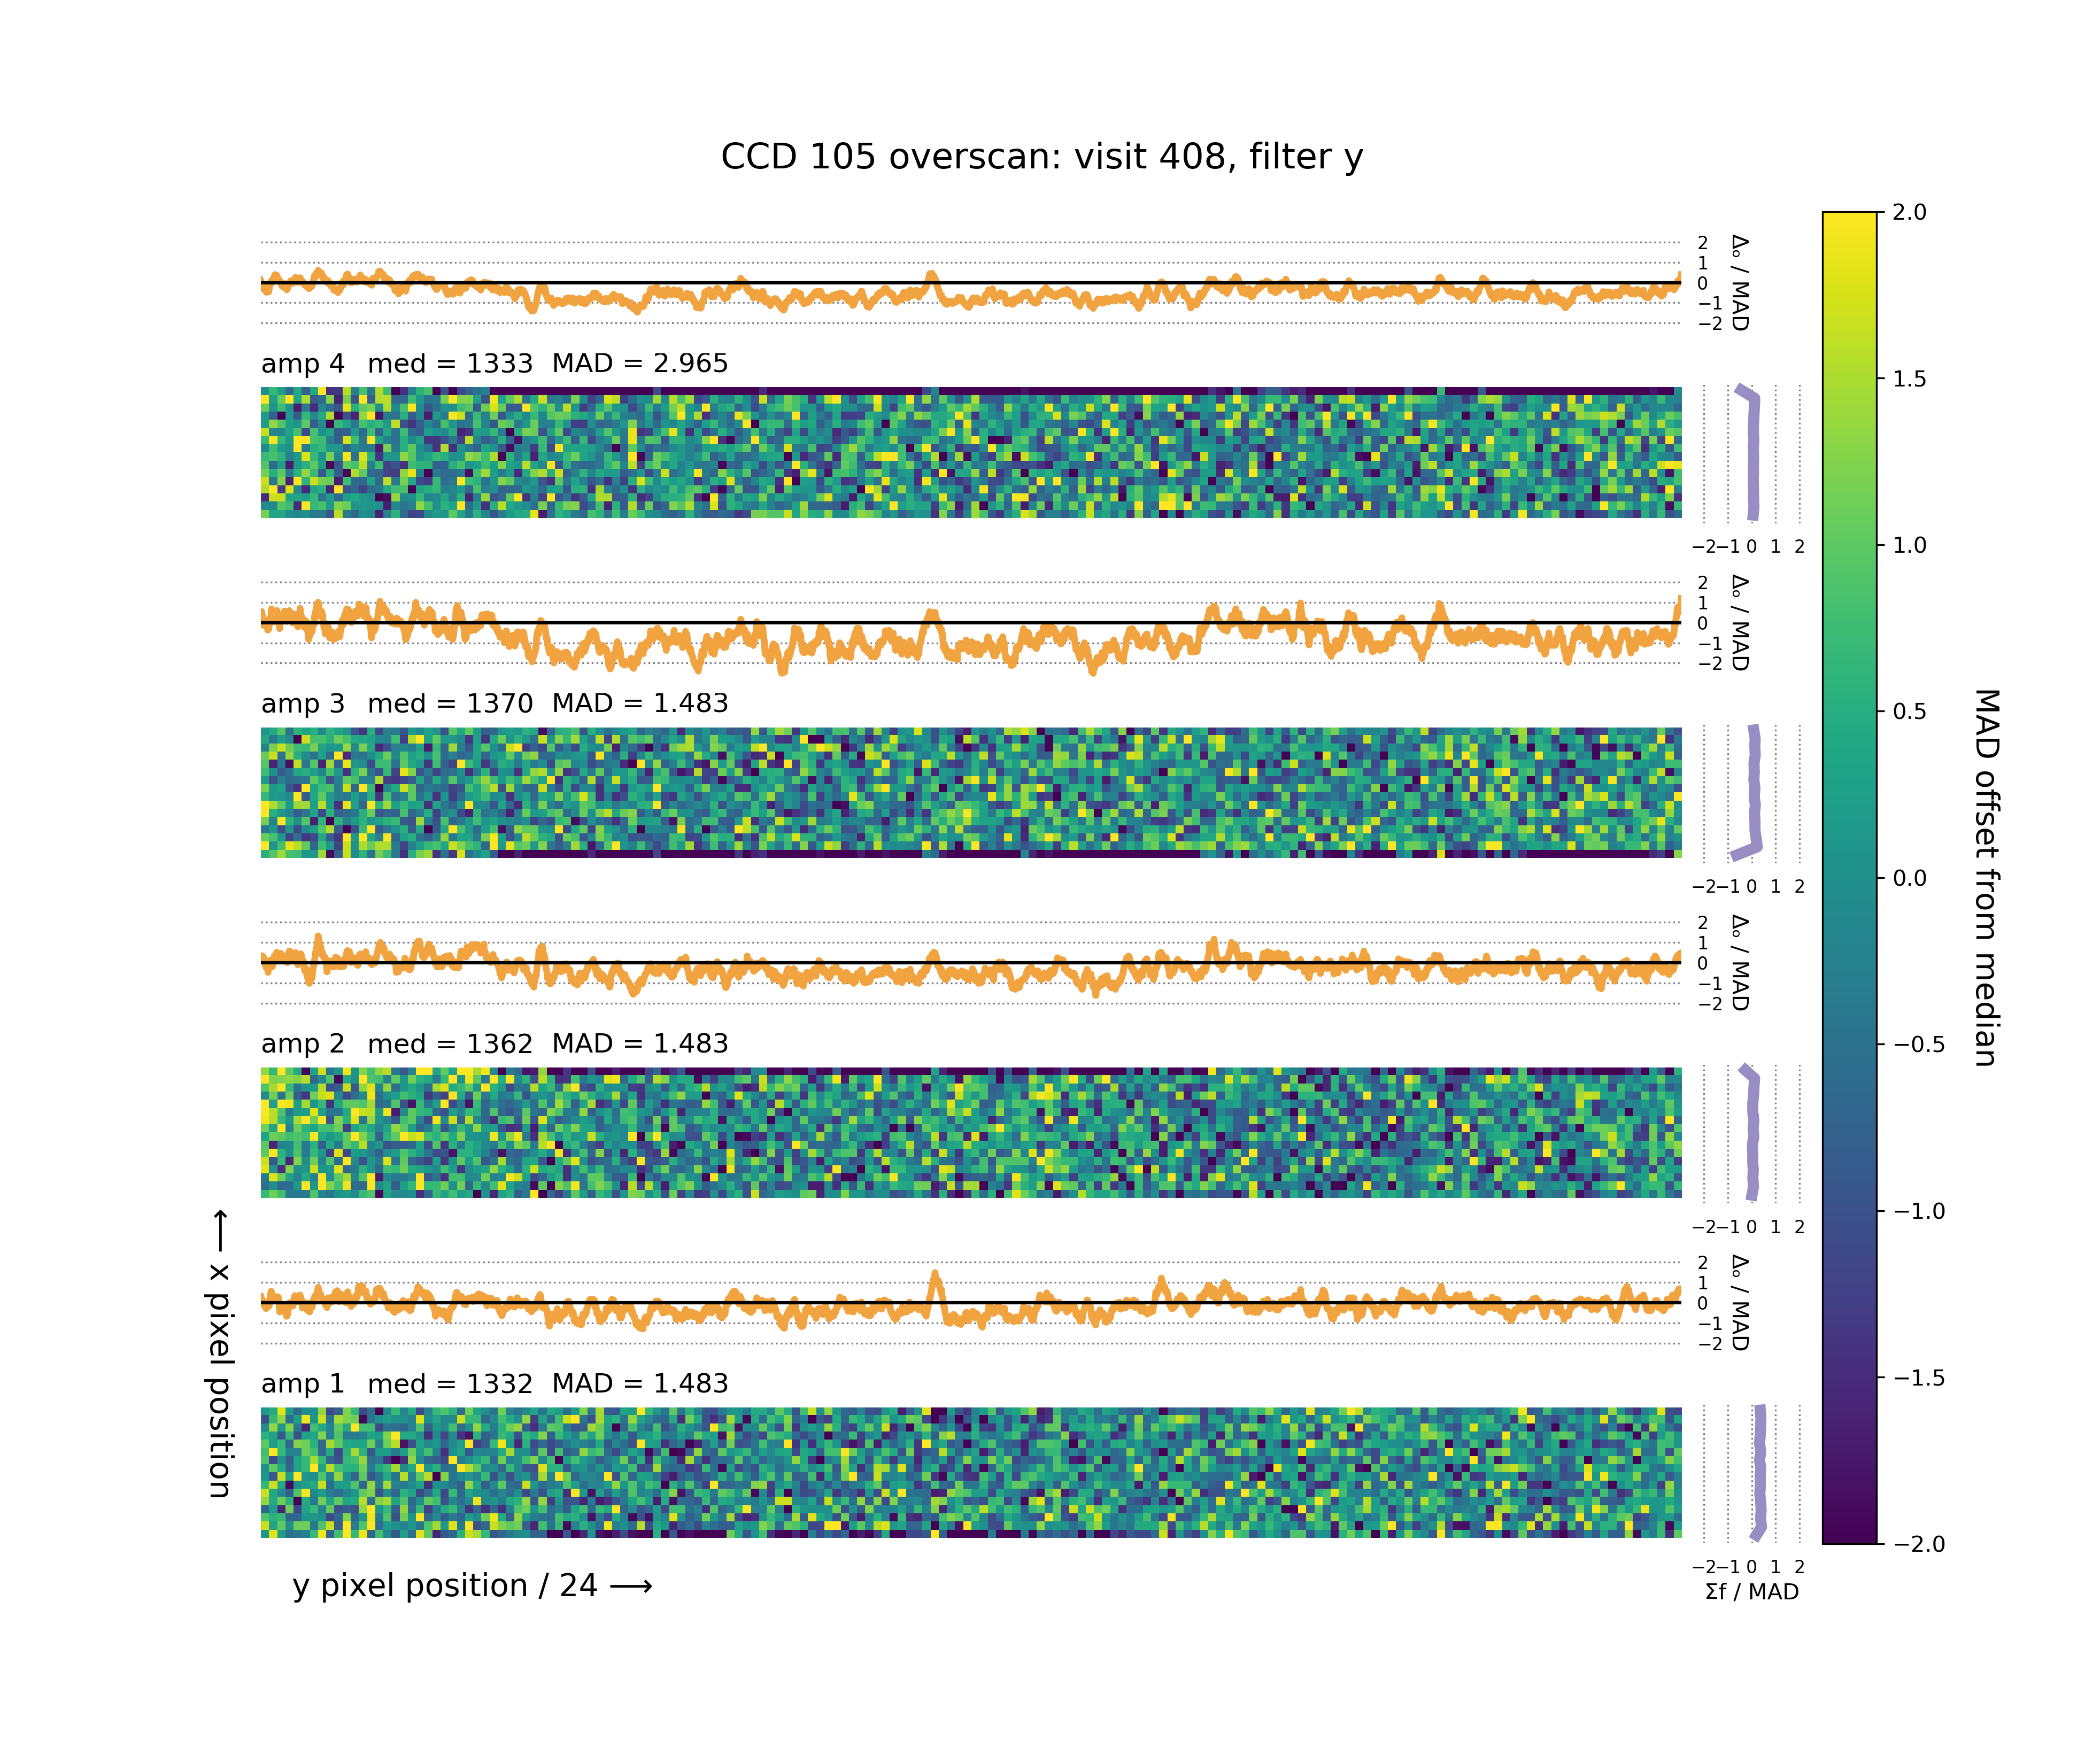 CCD 105 overscan: visit 408, filter y
2
1
0
−1
−2
Δₒ / MAD
amp 4 med = 1333 MAD = 2.965
−2 −1 0 1 2
2
1
0
−1
−2
Δₒ / MAD
amp 3 med = 1370 MAD = 1.483
−2 −1 0 1 2
2
1
0
−1
−2
Δₒ / MAD
amp 2 med = 1362 MAD = 1.483
−2 −1 0 1 2
2
1
0
−1
−2
Δₒ / MAD
amp 1 med = 1332 MAD = 1.483
−2 −1 0 1 2
Σf / MAD
⟵ x pixel position
y pixel position / 24 ⟶
2.0
1.5
1.0
0.5
0.0
−0.5
−1.0
−1.5
−2.0
MAD offset from median